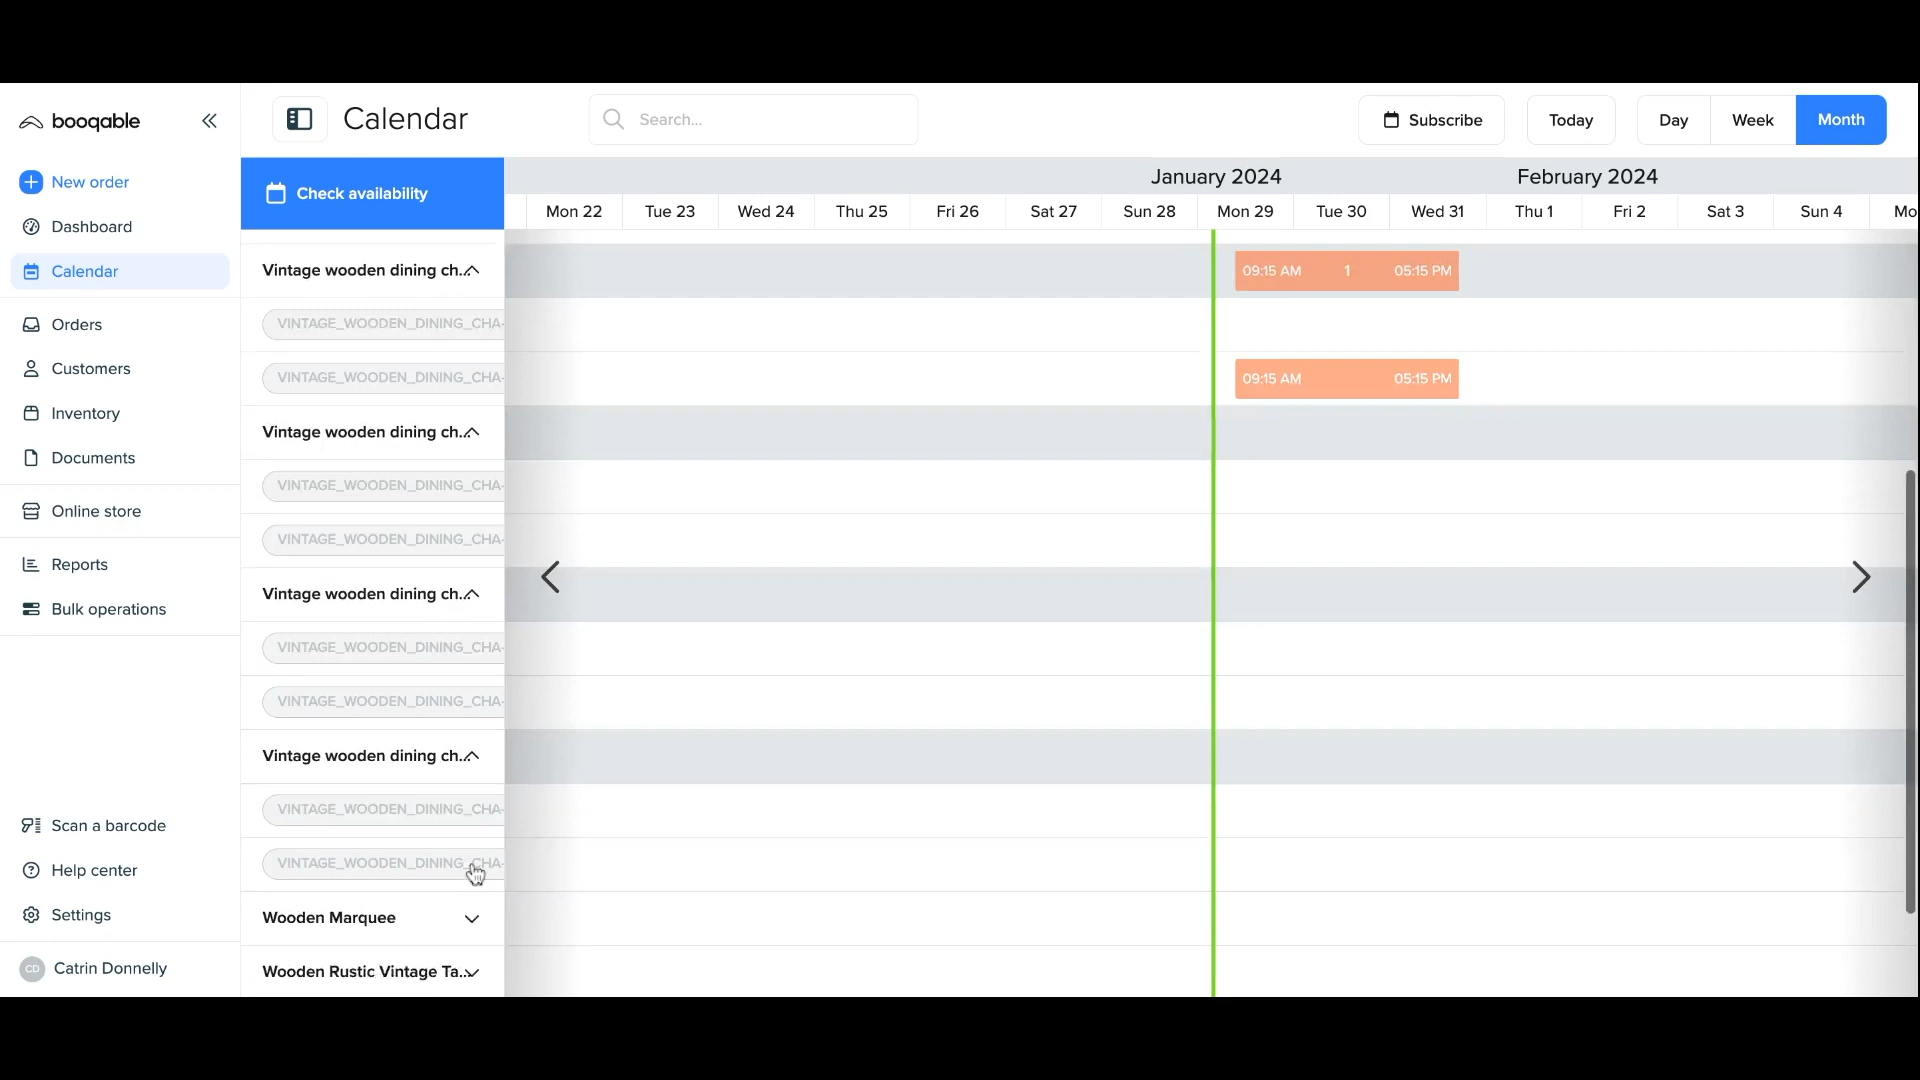 booqable
Calendar
Search...
Subscribe
Today
Day
Week
Month
New order
Dashboard
Calendar
Orders
Customers
Inventory
Documents
Online store
Reports
Bulk operations
Scan a barcode
Help center
Settings
CD
Catrin Donnelly
Check availability
January 2024
February 2024
Mon 22
Tue 23
Wed 24
Thu 25
Fri 26
Sat 27
Sun 28
Mon 29
Tue 30
Wed 31
Thu 1
Fri 2
Sat 3
Sun 4
Mo
Vintage wooden dining ch...
09:15 AM 1 05:15 PM
VINTAGE_WOODEN_DINING_CHA
VINTAGE_WOODEN_DINING_CHA
09:15 AM 05:15 PM
Vintage wooden dining ch...
VINTAGE_WOODEN_DINING_CHA
VINTAGE_WOODEN_DINING_CHA
Vintage wooden dining ch...
VINTAGE_WOODEN_DINING_CHA
VINTAGE_WOODEN_DINING_CHA
Vintage wooden dining ch...
VINTAGE_WOODEN_DINING_CHA
VINTAGE_WOODEN_DINING_CHA
Wooden Marquee
Wooden Rustic Vintage Ta...